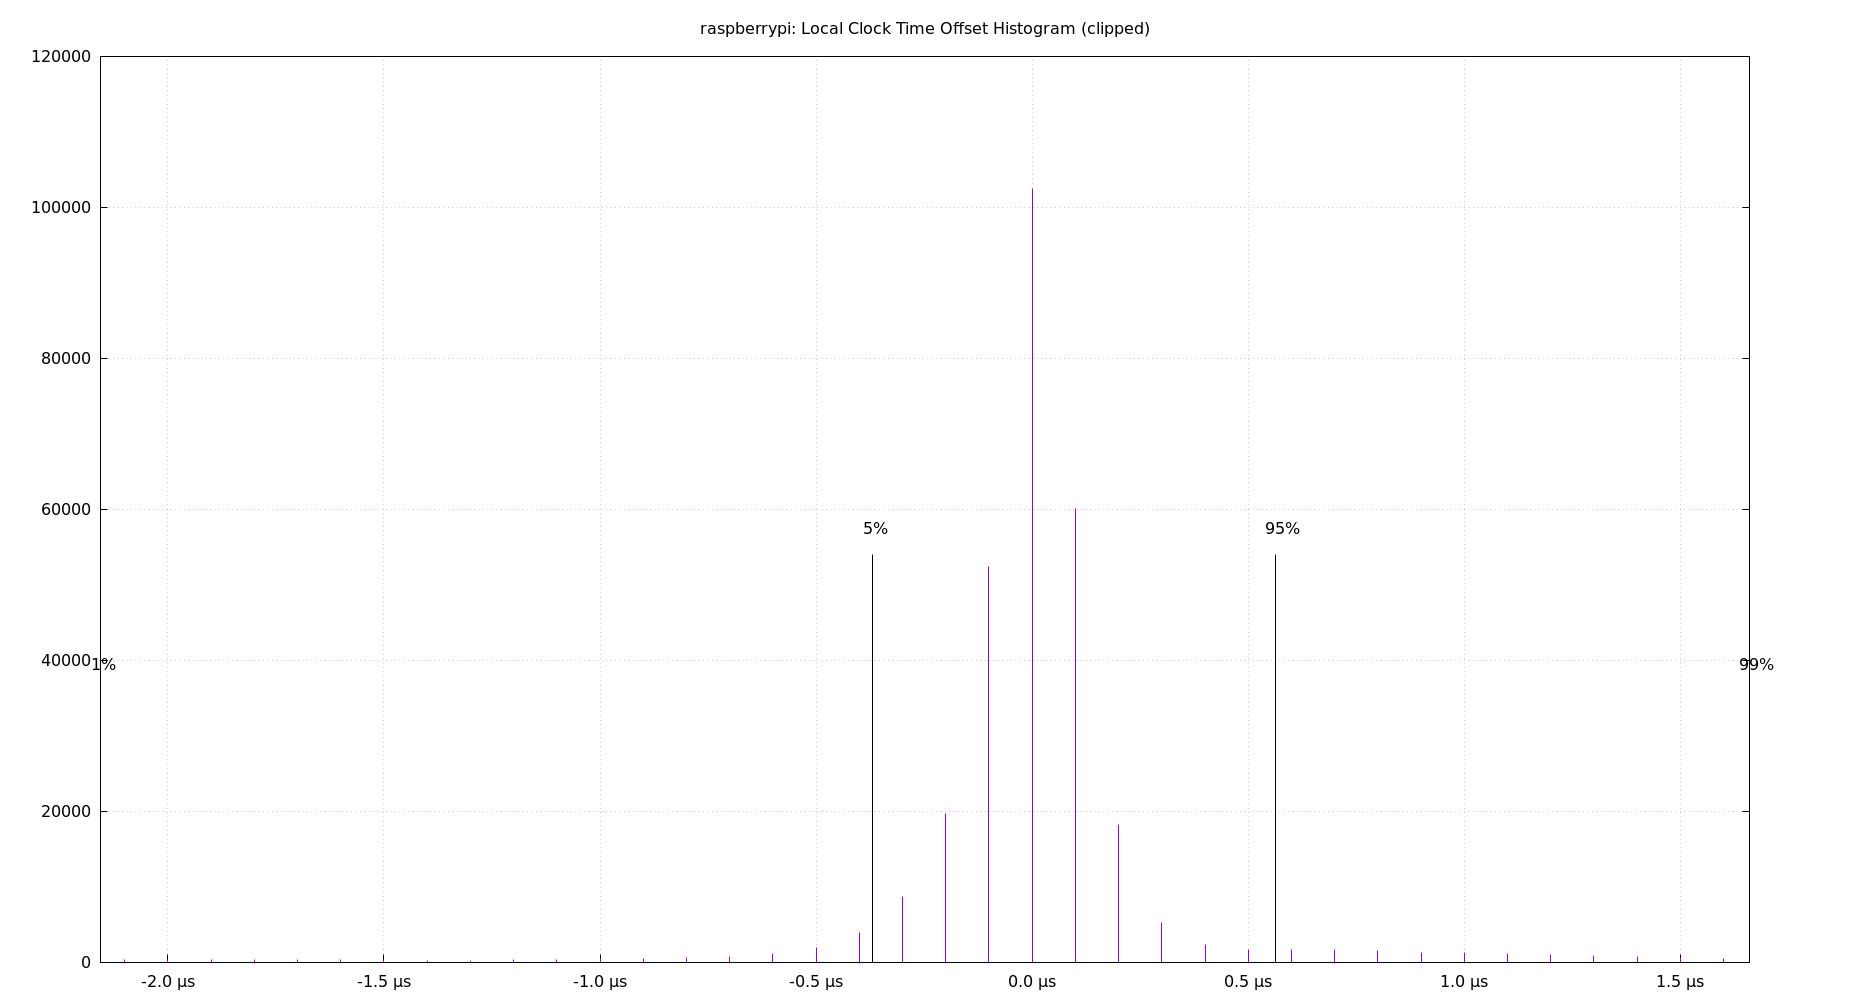 raspberrypi: Local Clock Time Offset Histogram (clipped)
120000
100000
80000
60000
5% 95%
40000 1% 99%
20000
0
-2.0 µs -1.5 µs -1.0 µs -0.5 µs 0.0 µs 0.5 µs 1.0 µs 1.5 µs